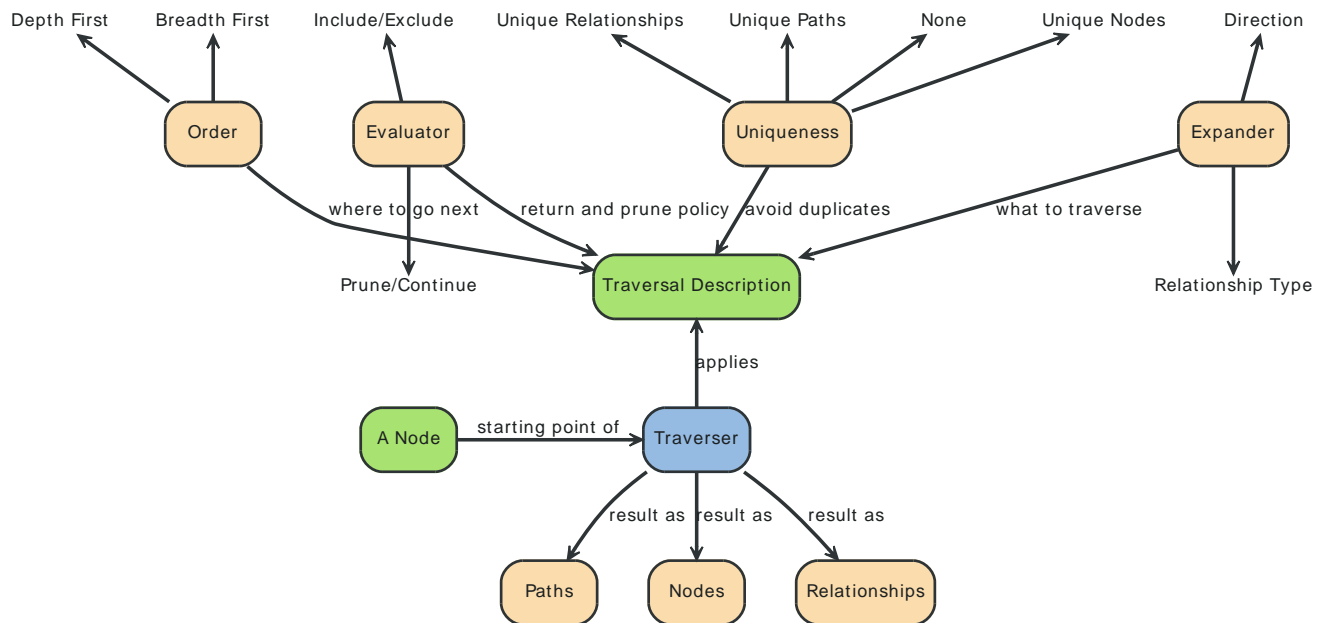 Depth First
Breadth First
Include/Exclude
Unique Relationships
Unique Paths
None
Unique Nodes
Direction
Order
Evaluator
Uniqueness
Expander
where to go next
return and prune policy
avoid duplicates
what to traverse
Prune/Continue
Traversal Description
Relationship Type
applies
A Node
starting point of
Traverser
result as
result as
result as
Paths
Nodes
Relationships